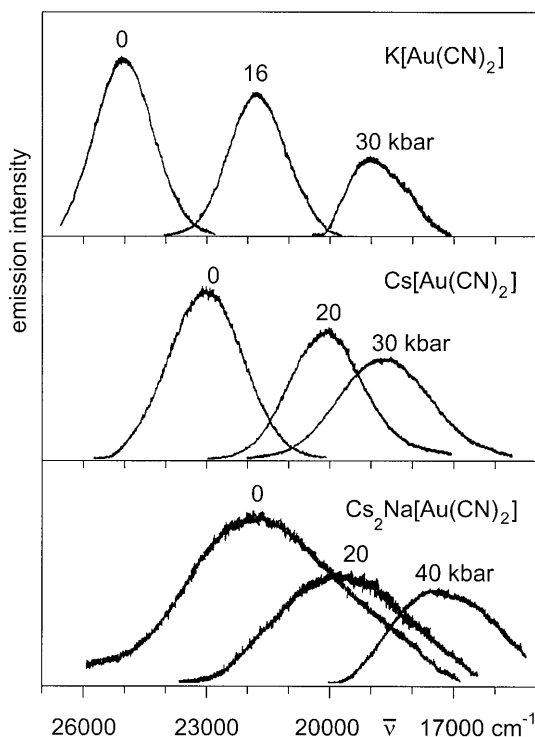 emission intensity
K[Au(CN)₂]
0
16
30 kbar
Cs[Au(CN)₂]
0
20
30 kbar
Cs₂Na[Au(CN)₂]
0
20
40 kbar
26000 23000 20000 ν̄ 17000 cm⁻¹